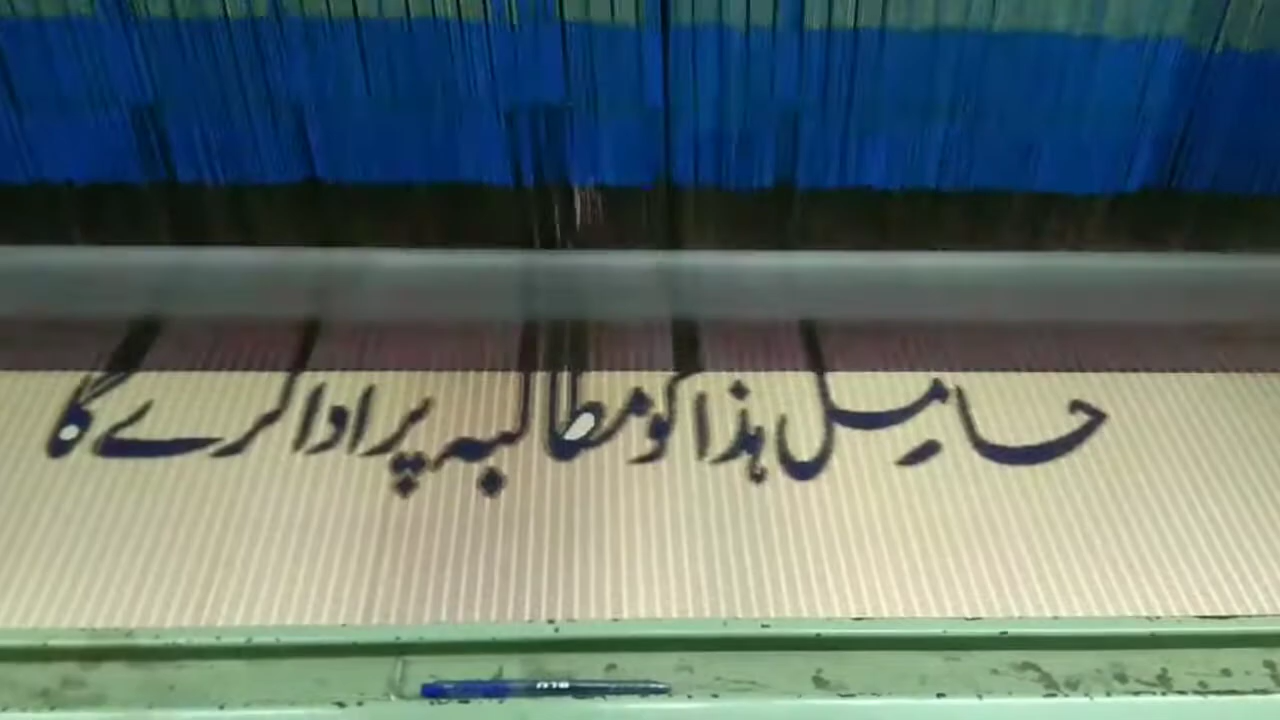 حامل ہذا کو مطالبہ پر ادا کرے گا